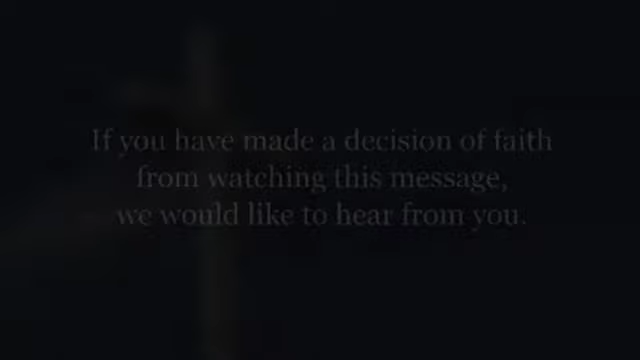 If you have made a decision of faith
from watching this message,
we would like to hear from you.